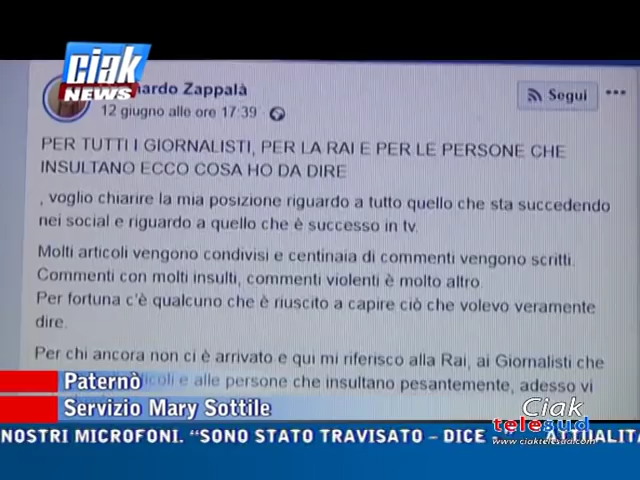 ciak
NEWS
ardo Zappalà
12 giugno alle ore 17:39
Segui
PER TUTTI I GIORNALISTI, PER LA RAI E PER LE PERSONE CHE
INSULTANO ECCO COSA HO DA DIRE
, voglio chiarire la mia posizione riguardo a tutto quello che sta succedendo
nei social e riguardo a quello che è successo in tv.
Molti articoli vengono condivisi e centinaia di commenti vengono scritti.
Commenti con molti insulti, commenti violenti è molto altro.
Per fortuna c'è qualcuno che è riuscito a capire ciò che volevo veramente
dire.
Per chi ancora non ci è arrivato e qui mi riferisco alla Rai, ai Giornalisti che
e alle persone che insultano pesantemente, adesso vi
Paternò
Servizio Mary Sottile
Ciak
telesud
www.ciaktelesud.com
NOSTRI MICROFONI. "SONO STATO TRAVISATO - DICE -" ATTUALITA